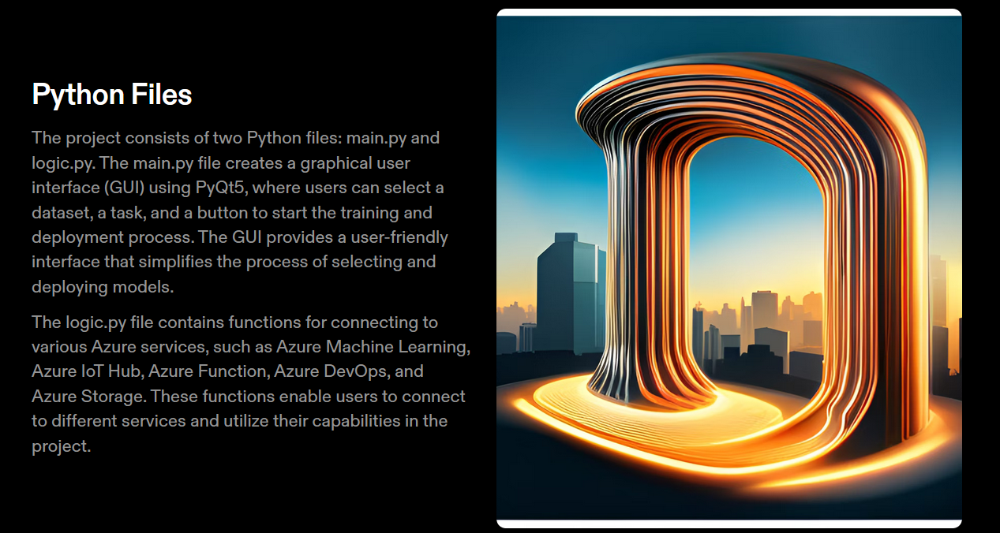 Python Files
The project consists of two Python files: main.py and
logic.py. The main.py file creates a graphical user
interface (GUI) using PyQt5, where users can select a
dataset, a task, and a button to start the training and
deployment process. The GUI provides a user-friendly
interface that simplifies the process of selecting and
deploying models.
The logic.py file contains functions for connecting to
various Azure services, such as Azure Machine Learning,
Azure IoT Hub, Azure Function, Azure DevOps, and
Azure Storage. These functions enable users to connect
to different services and utilize their capabilities in the
project.